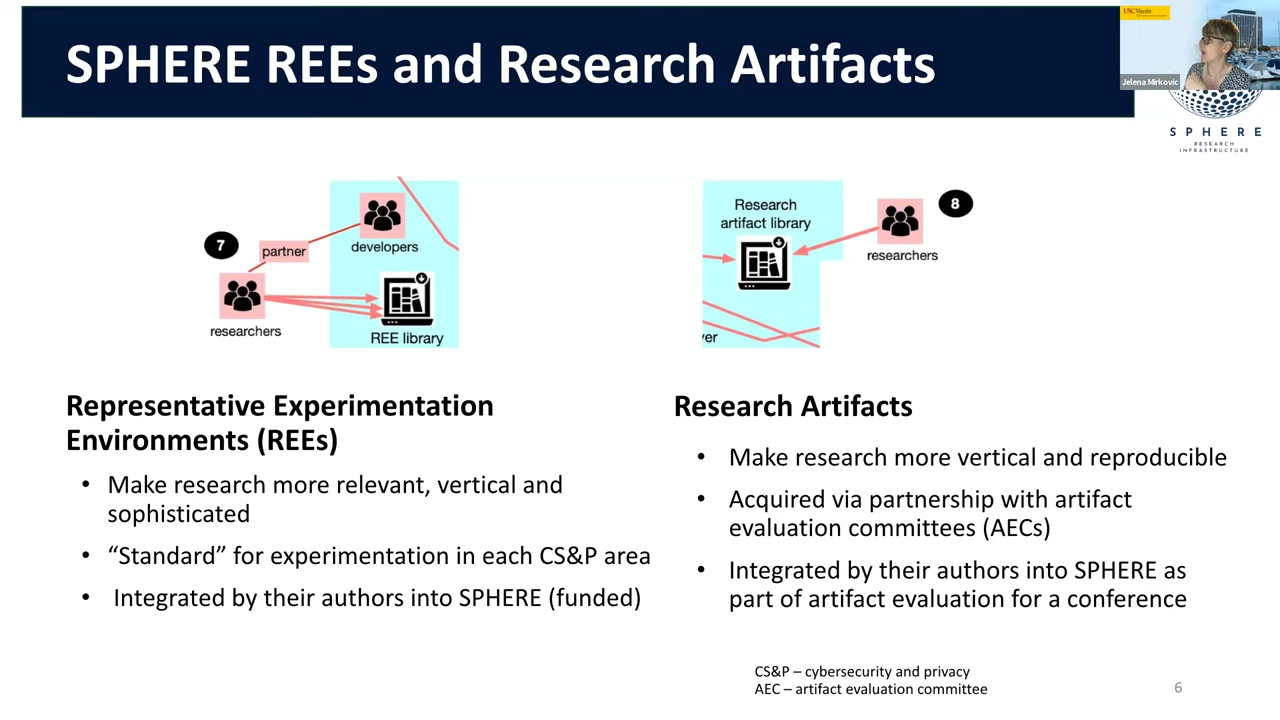 SPHERE REEs and Research Artifacts
USC Viterbi
Jelena Mirkovic
SPHERE
RESEARCH
INFRASTRUCTURE
7
partner
developers
researchers
REE library
Research
artifact library
8
researchers
ver
Representative Experimentation
Environments (REEs)
• Make research more relevant, vertical and
sophisticated
• “Standard” for experimentation in each CS&P area
• Integrated by their authors into SPHERE (funded)
Research Artifacts
• Make research more vertical and reproducible
• Acquired via partnership with artifact
evaluation committees (AECs)
• Integrated by their authors into SPHERE as
part of artifact evaluation for a conference
CS&P – cybersecurity and privacy
AEC – artifact evaluation committee
6